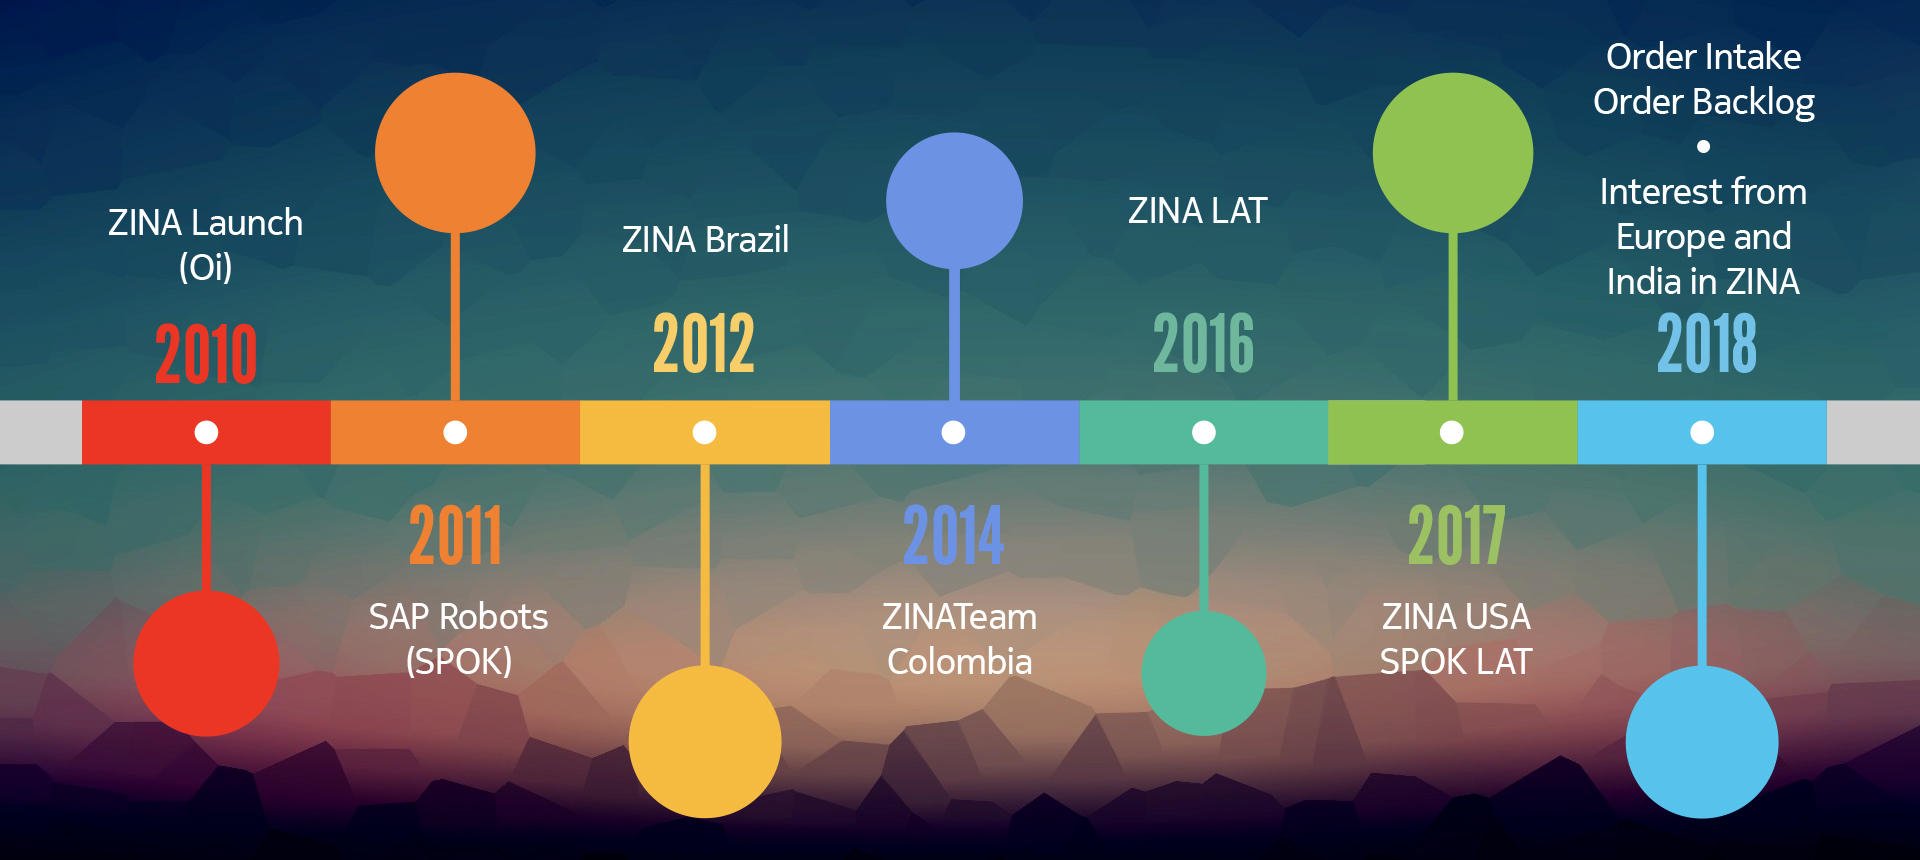 ZINA Launch
(Oi)
2010
2011
SAP Robots
(SPOK)
ZINA Brazil
2012
2014
ZINATeam
Colombia
ZINA LAT
2016
2017
ZINA USA
SPOK LAT
Order Intake
Order Backlog
•
Interest from
Europe and
India in ZINA
2018